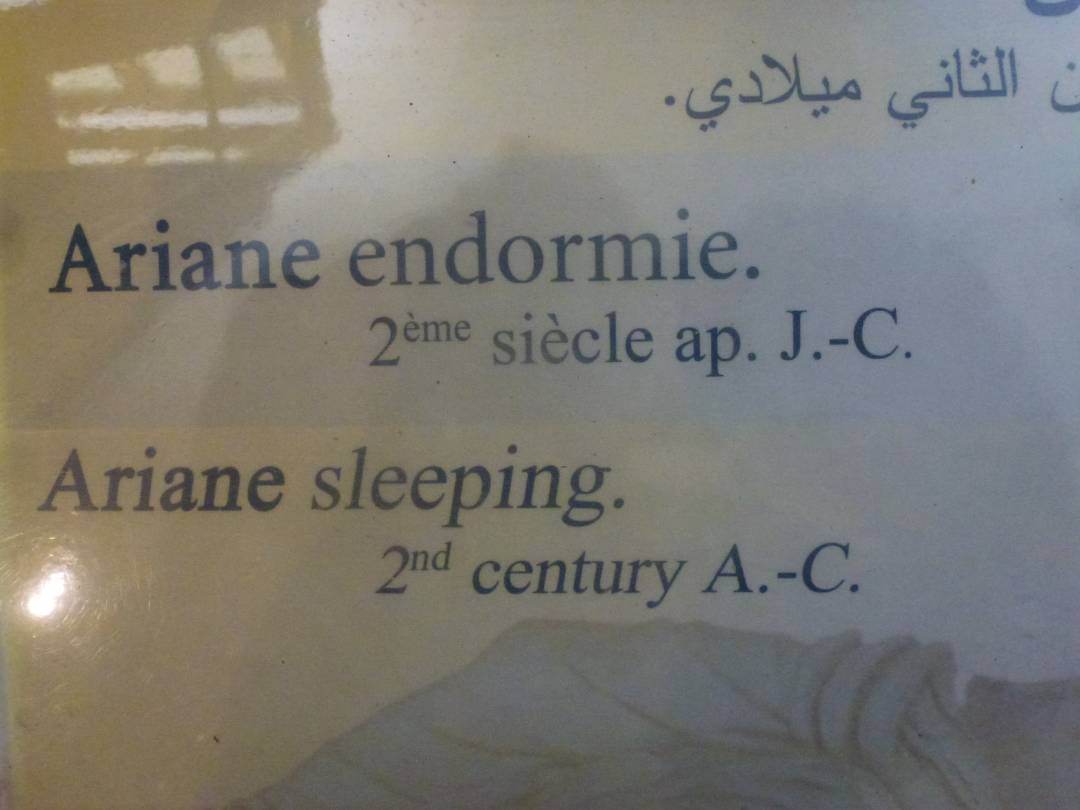 الثاني ميلادي.
Ariane endormie.
2ème siècle ap. J.-C.
Ariane sleeping.
2nd century A.-C.